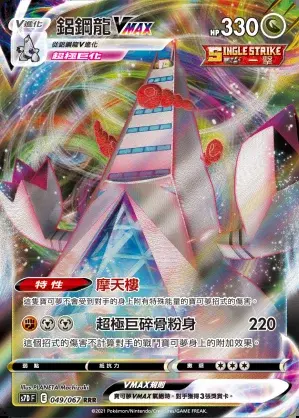 V進化 鋁鋼龍VMAX HP330
從鋁鋼龍V進化
超極巨化
SINGLE STRIKE
一擊
特性 摩天樓
這隻寶可夢不會受到對手的身上附有特殊能量的寶可夢招式的傷害。
超極巨碎骨粉身 220
這個招式的傷害不計算對手的戰鬥寶可夢身上的附加效果。
弱點 抵抗力 撤退
Illus. PLANETA Mochizuki
VMAX規則
寶可夢VMAX氣絕時,對手獲得3張獎賞卡。
S7D F E 049/067 RRR
©2021 Pokémon/Nintendo/Creatures/GAME FREAK.